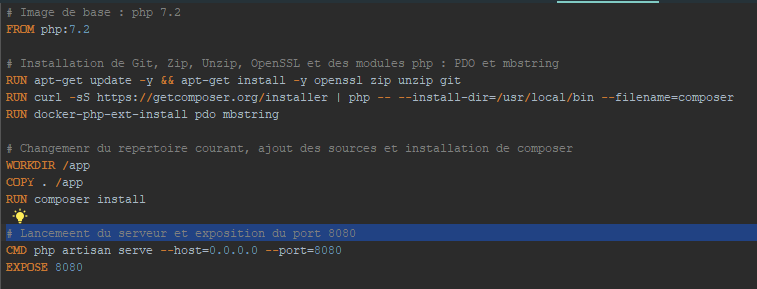 # Image de base : php 7.2
FROM php:7.2
# Installation de Git, Zip, Unzip, OpenSSL et des modules php : PDO et mbstring
RUN apt-get update -y && apt-get install -y openssl zip unzip git
RUN curl -sS https://getcomposer.org/installer | php -- --install-dir=/usr/local/bin --filename=composer
RUN docker-php-ext-install pdo mbstring
# Changemenr du repertoire courant, ajout des sources et installation de composer
WORKDIR /app
COPY . /app
RUN composer install
# Lancemeent du serveur et exposition du port 8080
CMD php artisan serve --host=0.0.0.0 --port=8080
EXPOSE 8080